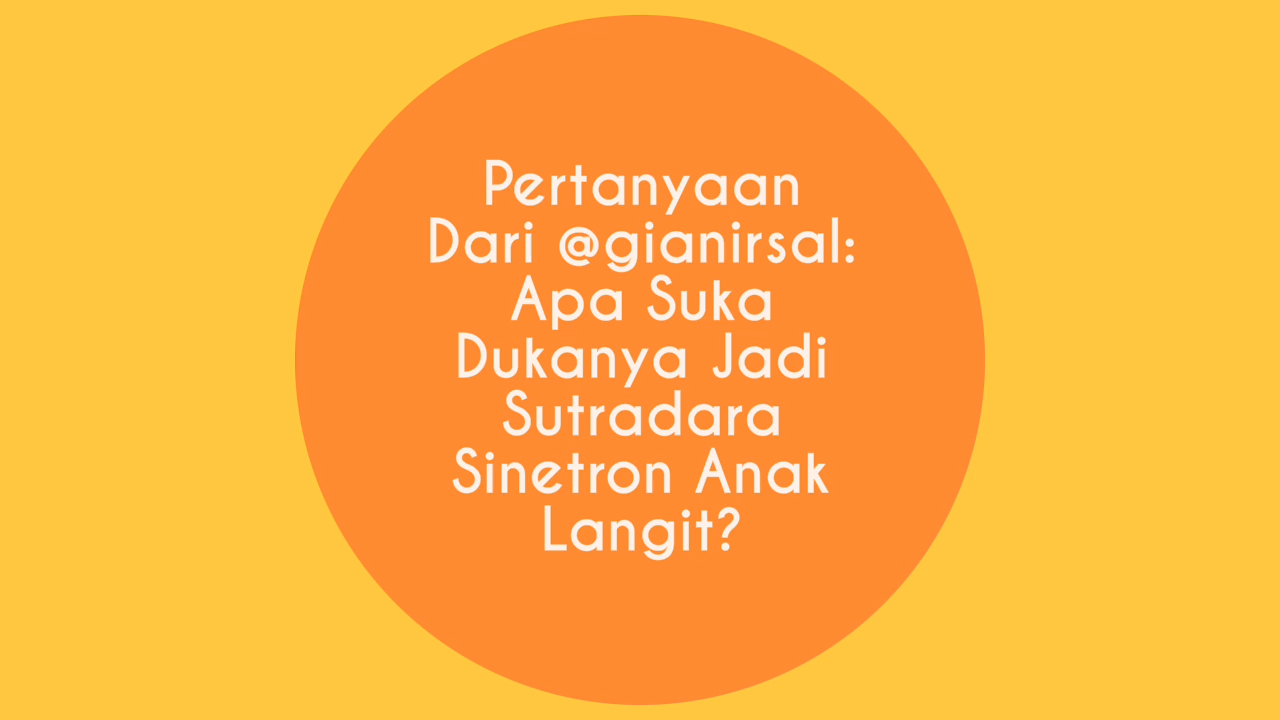 Pertanyaan
Dari @gianirsal:
Apa Suka
Dukanya Jadi
Sutradara
Sinetron Anak
Langit?